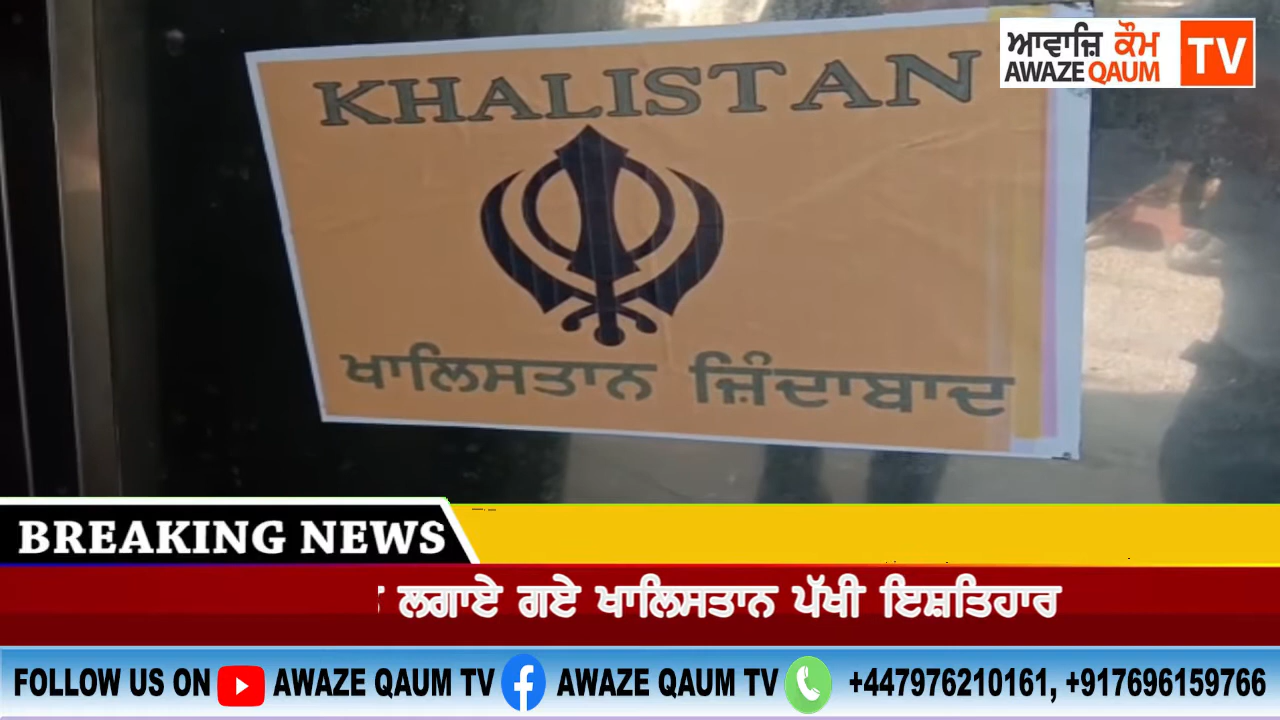 ਆਵਾਜ਼ਿ ਕੌਮ
AWAZE QAUM
TV
KHALISTAN
ਖਾਲਿਸਤਾਨ ਜ਼ਿੰਦਾਬਾਦ
BREAKING NEWS
ਲਗਾਏ ਗਏ ਖਾਲਿਸਤਾਨ ਪੱਖੀ ਇਸ਼ਤਿਹਾਰ
FOLLOW US ON AWAZE QAUM TV AWAZE QAUM TV +447976210161, +917696159766